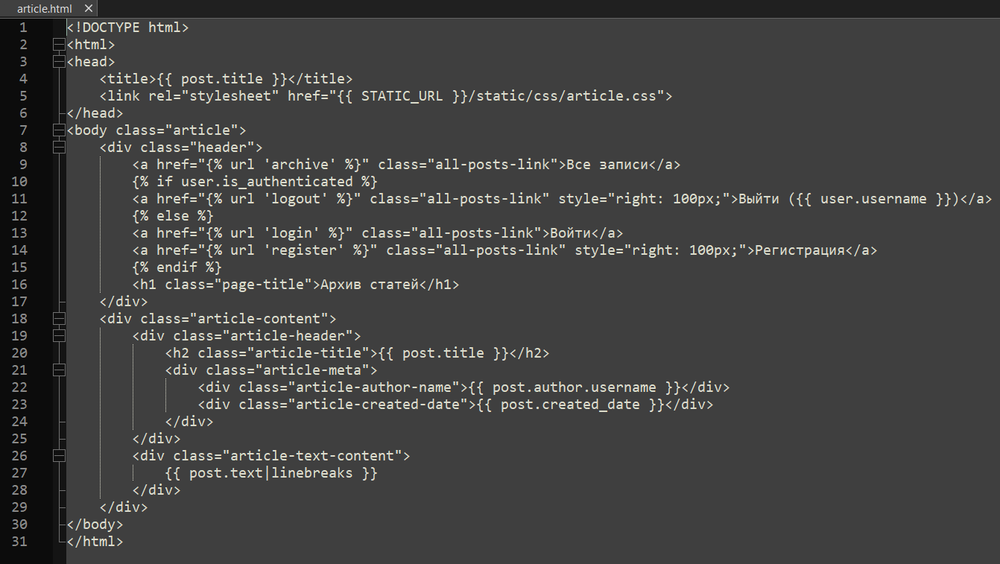 article.html
1 <!DOCTYPE html>
2 <html>
3 <head>
4     <title>{{ post.title }}</title>
5     <link rel="stylesheet" href="{{ STATIC_URL }}/static/css/article.css">
6 </head>
7 <body class="article">
8     <div class="header">
9         <a href="{% url 'archive' %}" class="all-posts-link">Все записи</a>
10         {% if user.is_authenticated %}
11         <a href="{% url 'logout' %}" class="all-posts-link" style="right: 100px;">Выйти ({{ user.username }})</a>
12         {% else %}
13         <a href="{% url 'login' %}" class="all-posts-link">Войти</a>
14         <a href="{% url 'register' %}" class="all-posts-link" style="right: 100px;">Регистрация</a>
15         {% endif %}
16         <h1 class="page-title">Архив статей</h1>
17     </div>
18     <div class="article-content">
19         <div class="article-header">
20             <h2 class="article-title">{{ post.title }}</h2>
21             <div class="article-meta">
22                 <div class="article-author-name">{{ post.author.username }}</div>
23                 <div class="article-created-date">{{ post.created_date }}</div>
24             </div>
25         </div>
26         <div class="article-text-content">
27             {{ post.text|linebreaks }}
28         </div>
29     </div>
30 </body>
31 </html>